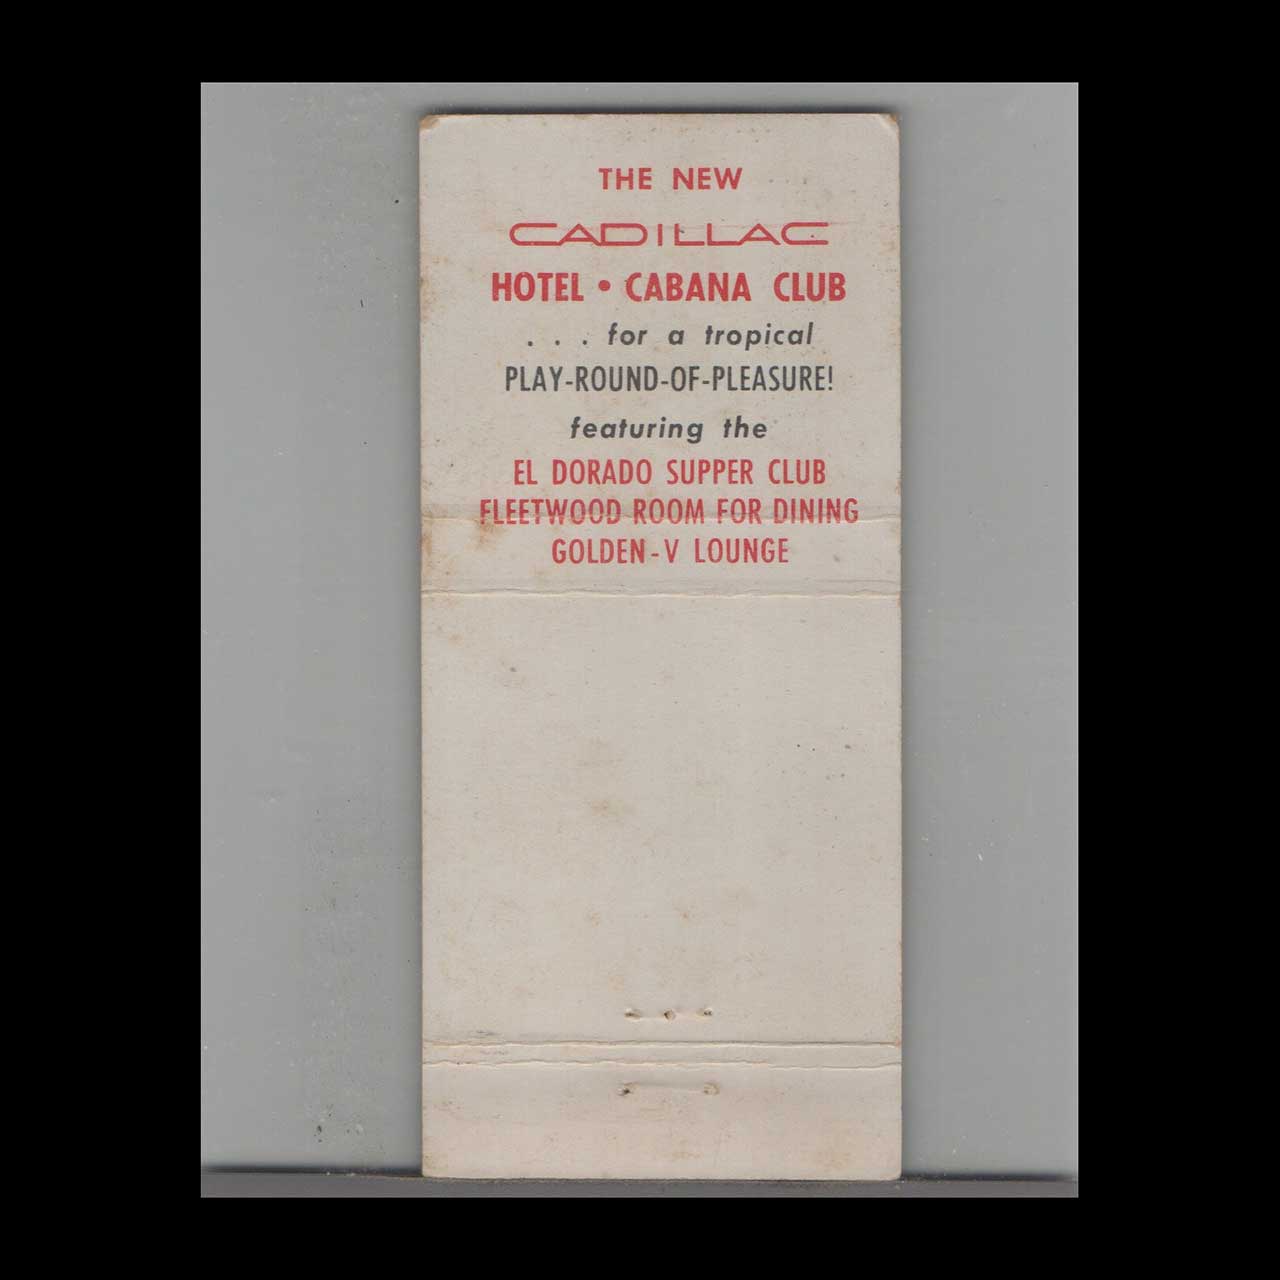 THE NEW
CADILLAC
HOTEL • CABANA CLUB
. . . for a tropical
PLAY-ROUND-OF-PLEASURE!
featuring the
EL DORADO SUPPER CLUB
FLEETWOOD ROOM FOR DINING
GOLDEN-V LOUNGE